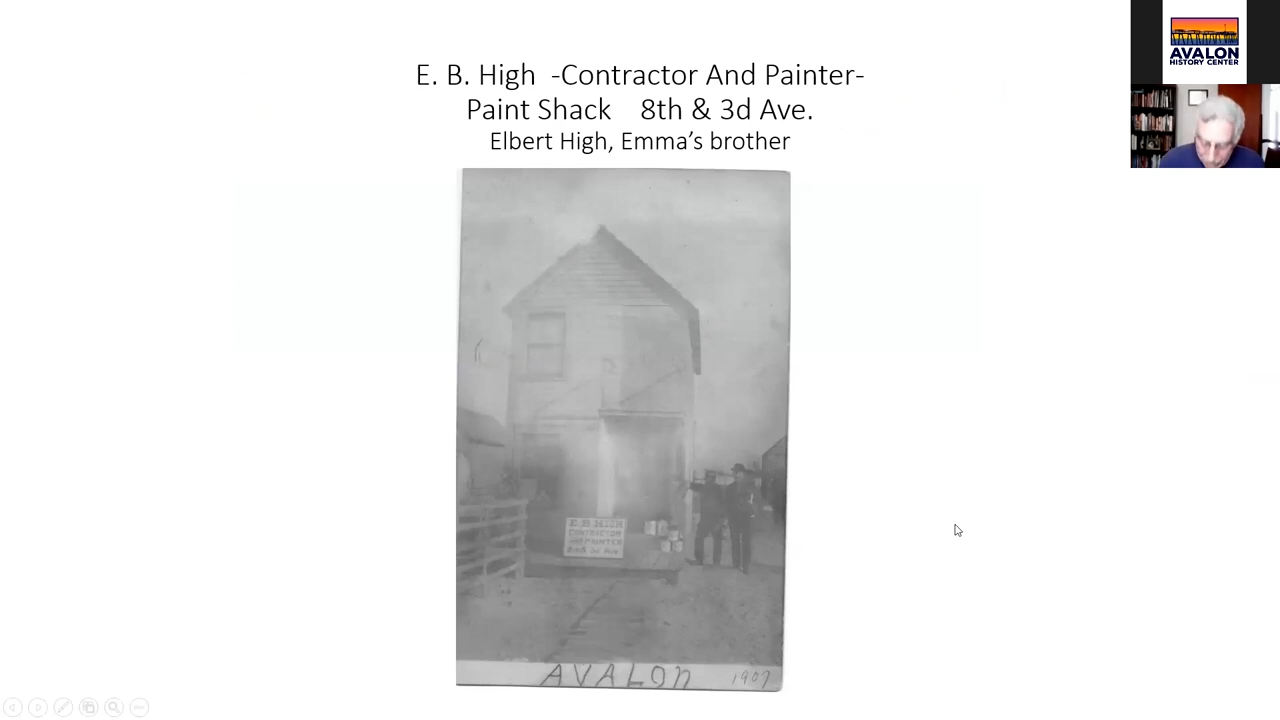 E. B. High -Contractor And Painter-
Paint Shack 8th & 3d Ave.
Elbert High, Emma's brother
AVALON
HISTORY CENTER
E. B. HIGH
CONTRACTOR
AND PAINTER
AVALON 1907